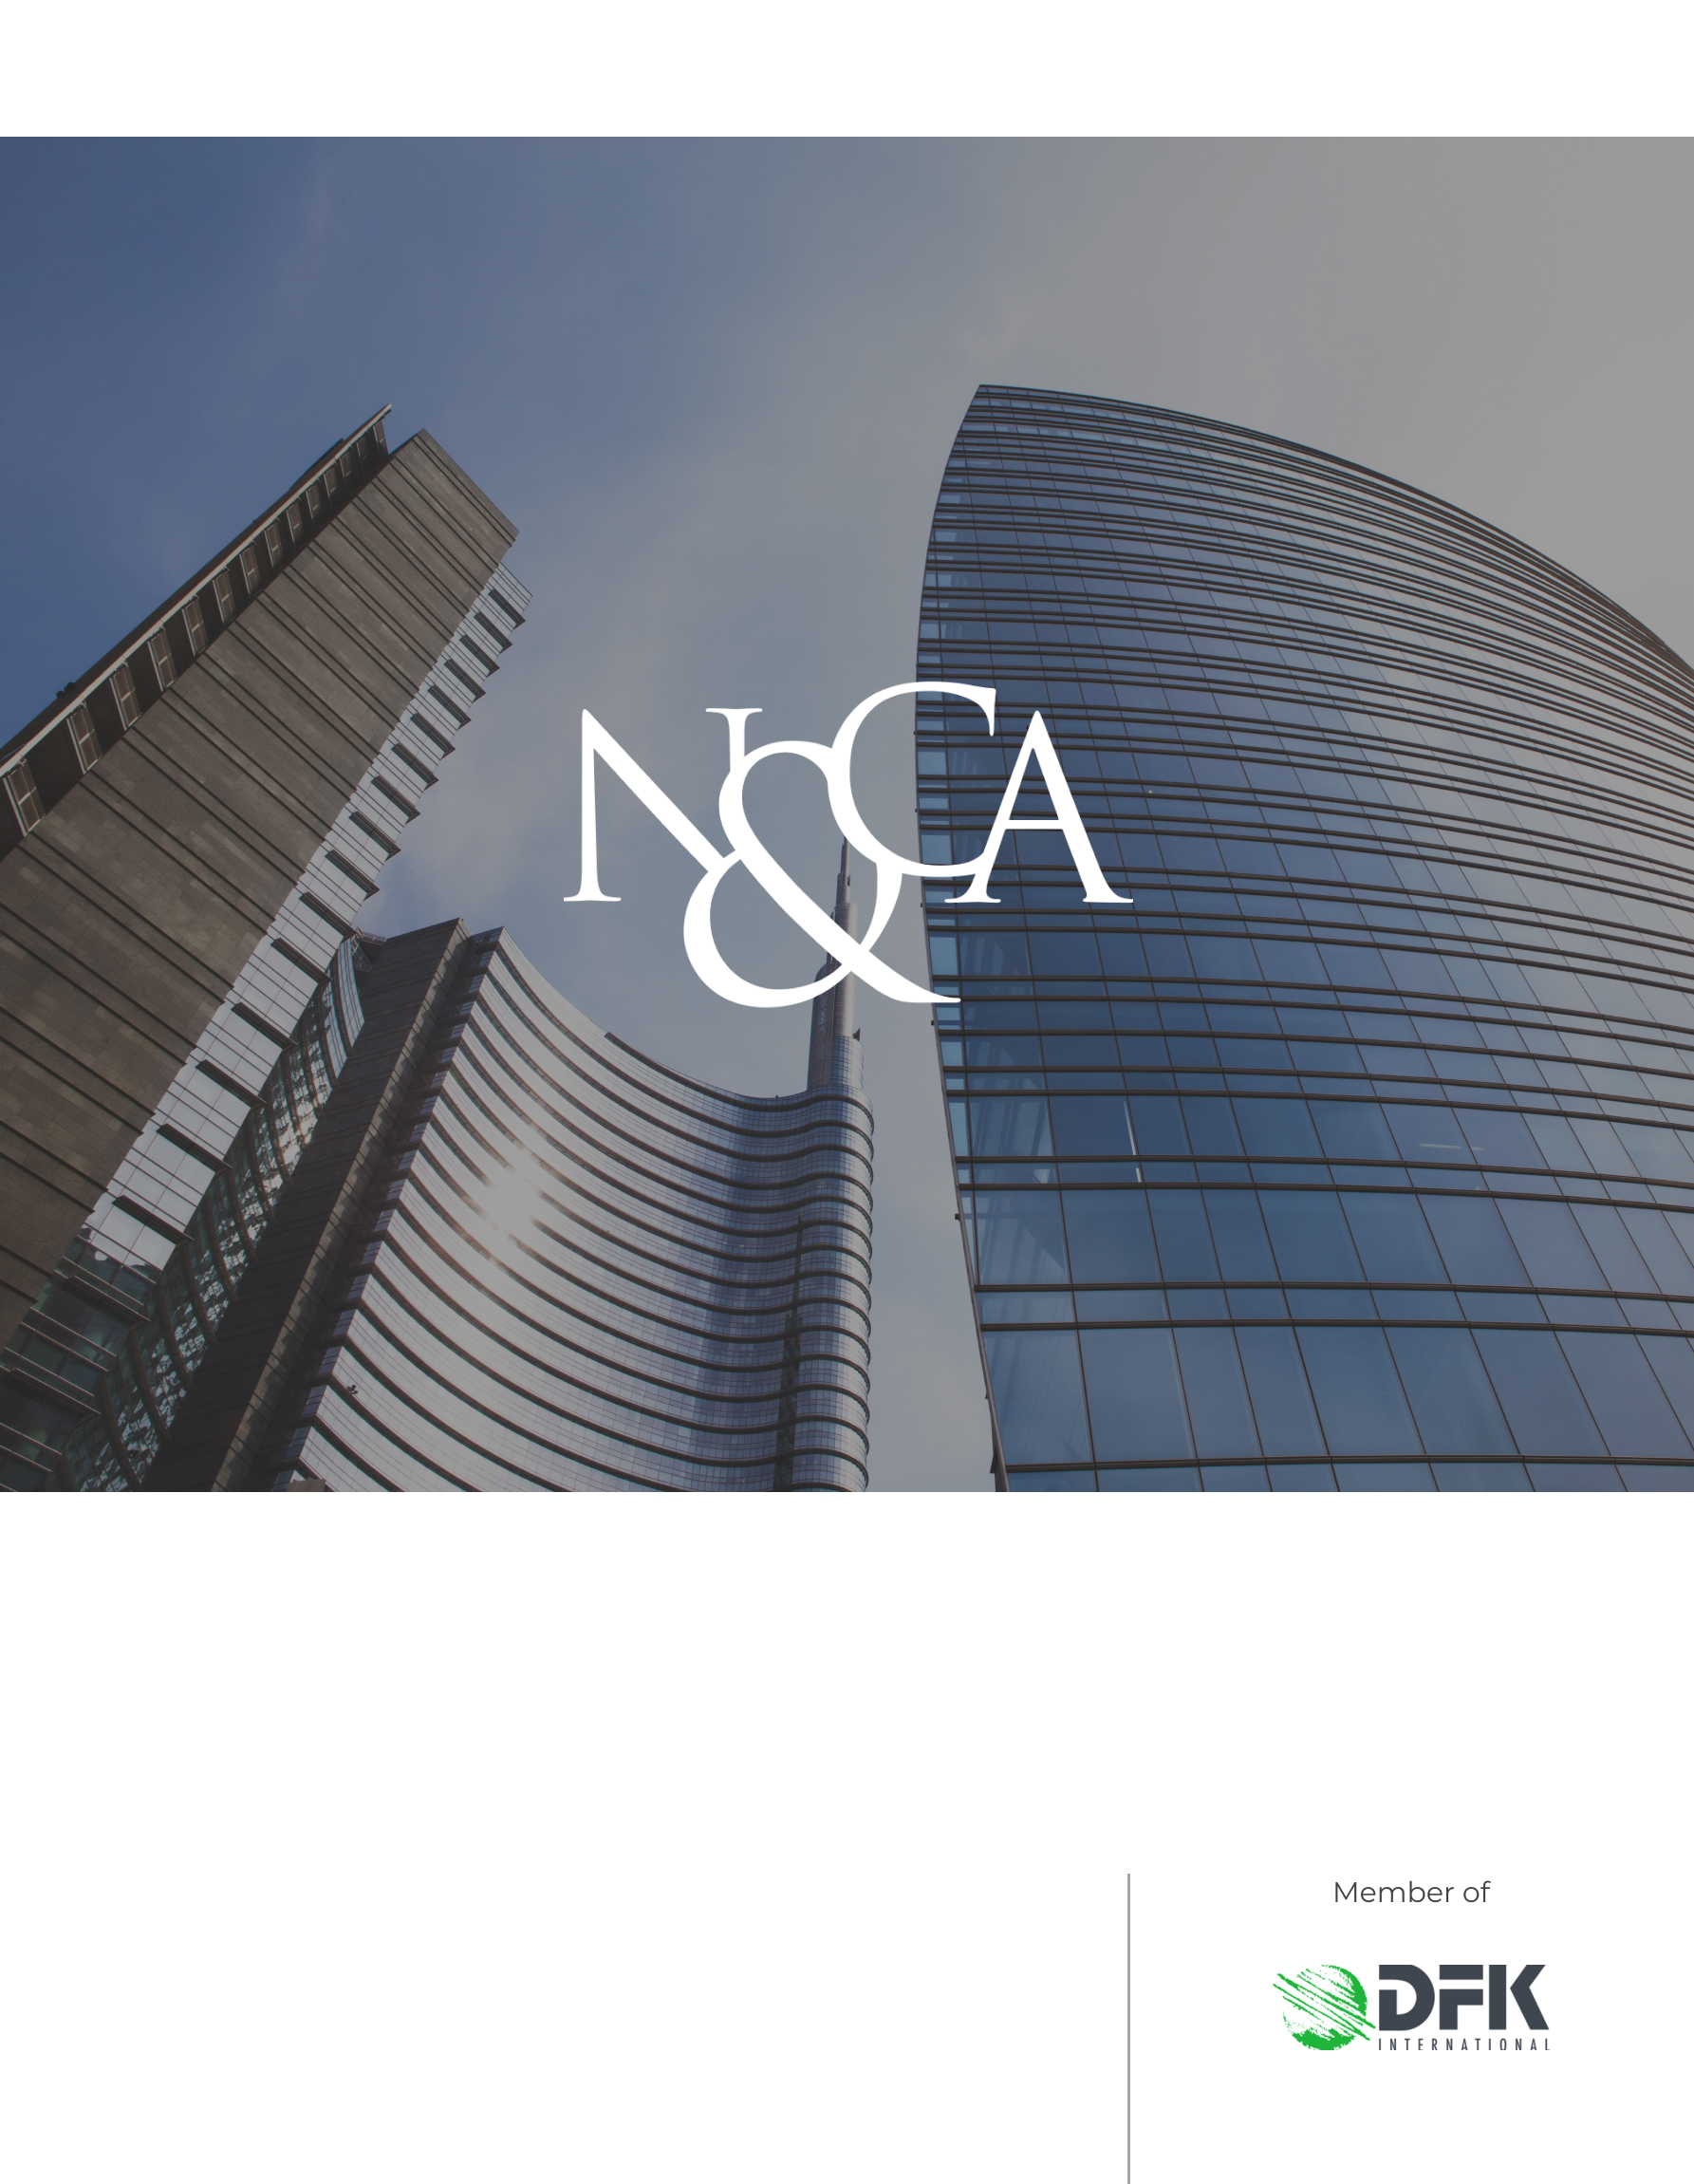 N&CA
Member of
DFK
INTERNATIONAL